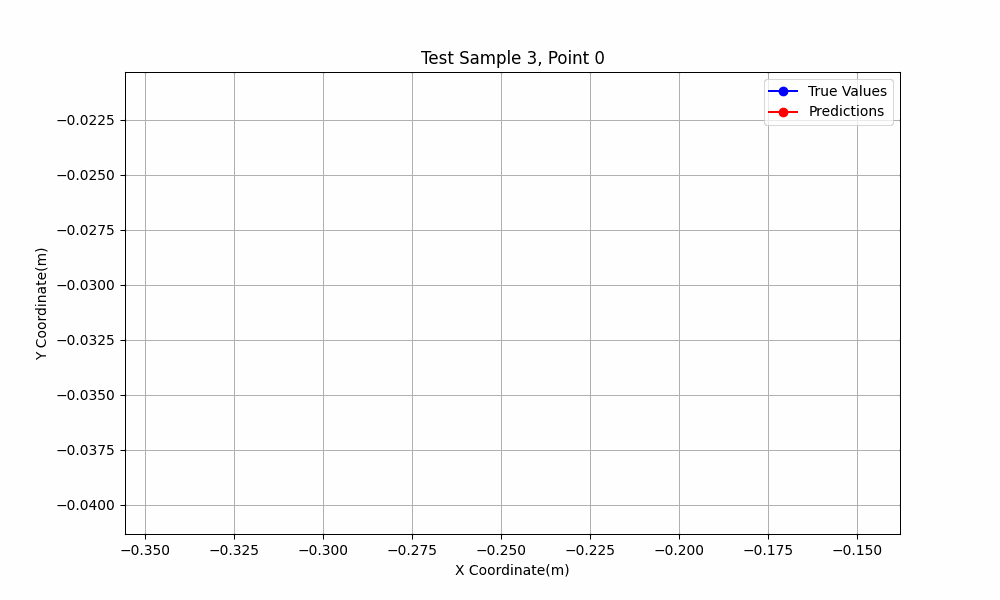 Test Sample 3, Point 0
True Values
Predictions
−0.0225
−0.0250
−0.0275
−0.0300
−0.0325
−0.0350
−0.0375
−0.0400
Y Coordinate(m)
−0.350 −0.325 −0.300 −0.275 −0.250 −0.225 −0.200 −0.175 −0.150
X Coordinate(m)